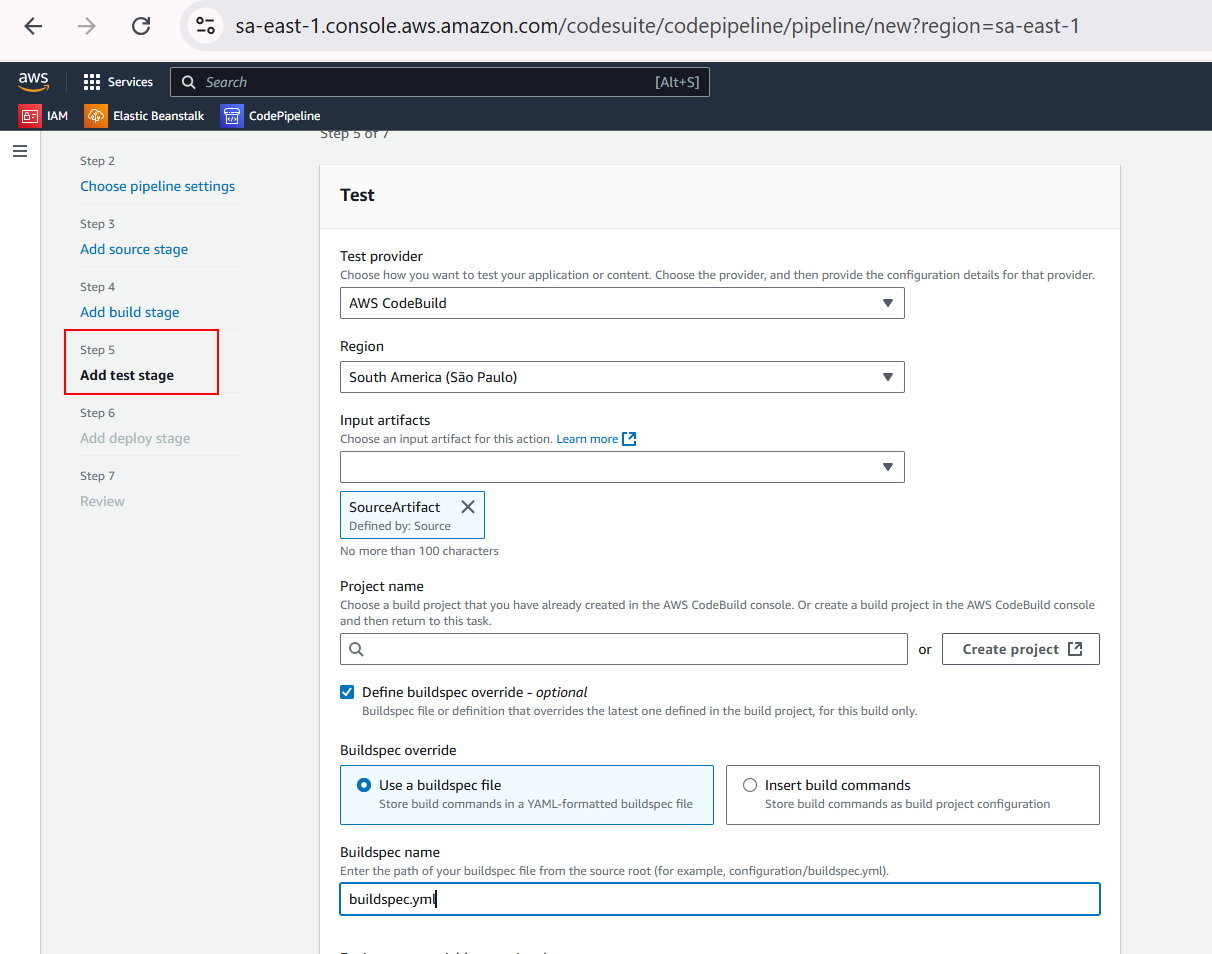 sa-east-1.console.aws.amazon.com/codesuite/codepipeline/pipeline/new?region=sa-east-1
aws
Services
Search
[Alt+S]
IAM
Elastic Beanstalk
CodePipeline
Step 2
Choose pipeline settings
Step 3
Add source stage
Step 4
Add build stage
Step 5
Add test stage
Step 6
Add deploy stage
Step 7
Review
Step 5 of 7
Test
Test provider
Choose how you want to test your application or content. Choose the provider, and then provide the configuration details for that provider.
AWS CodeBuild
Region
South America (São Paulo)
Input artifacts
Choose an input artifact for this action. Learn more
SourceArtifact
Defined by: Source
No more than 100 characters
Project name
Choose a build project that you have already created in the AWS CodeBuild console. Or create a build project in the AWS CodeBuild console
and then return to this task.
or
Create project
Define buildspec override - optional
Buildspec file or definition that overrides the latest one defined in the build project, for this build only.
Buildspec override
Use a buildspec file
Store build commands in a YAML-formatted buildspec file
Insert build commands
Store build commands as build project configuration
Buildspec name
Enter the path of your buildspec file from the source root (for example, configuration/buildspec.yml).
buildspec.yml